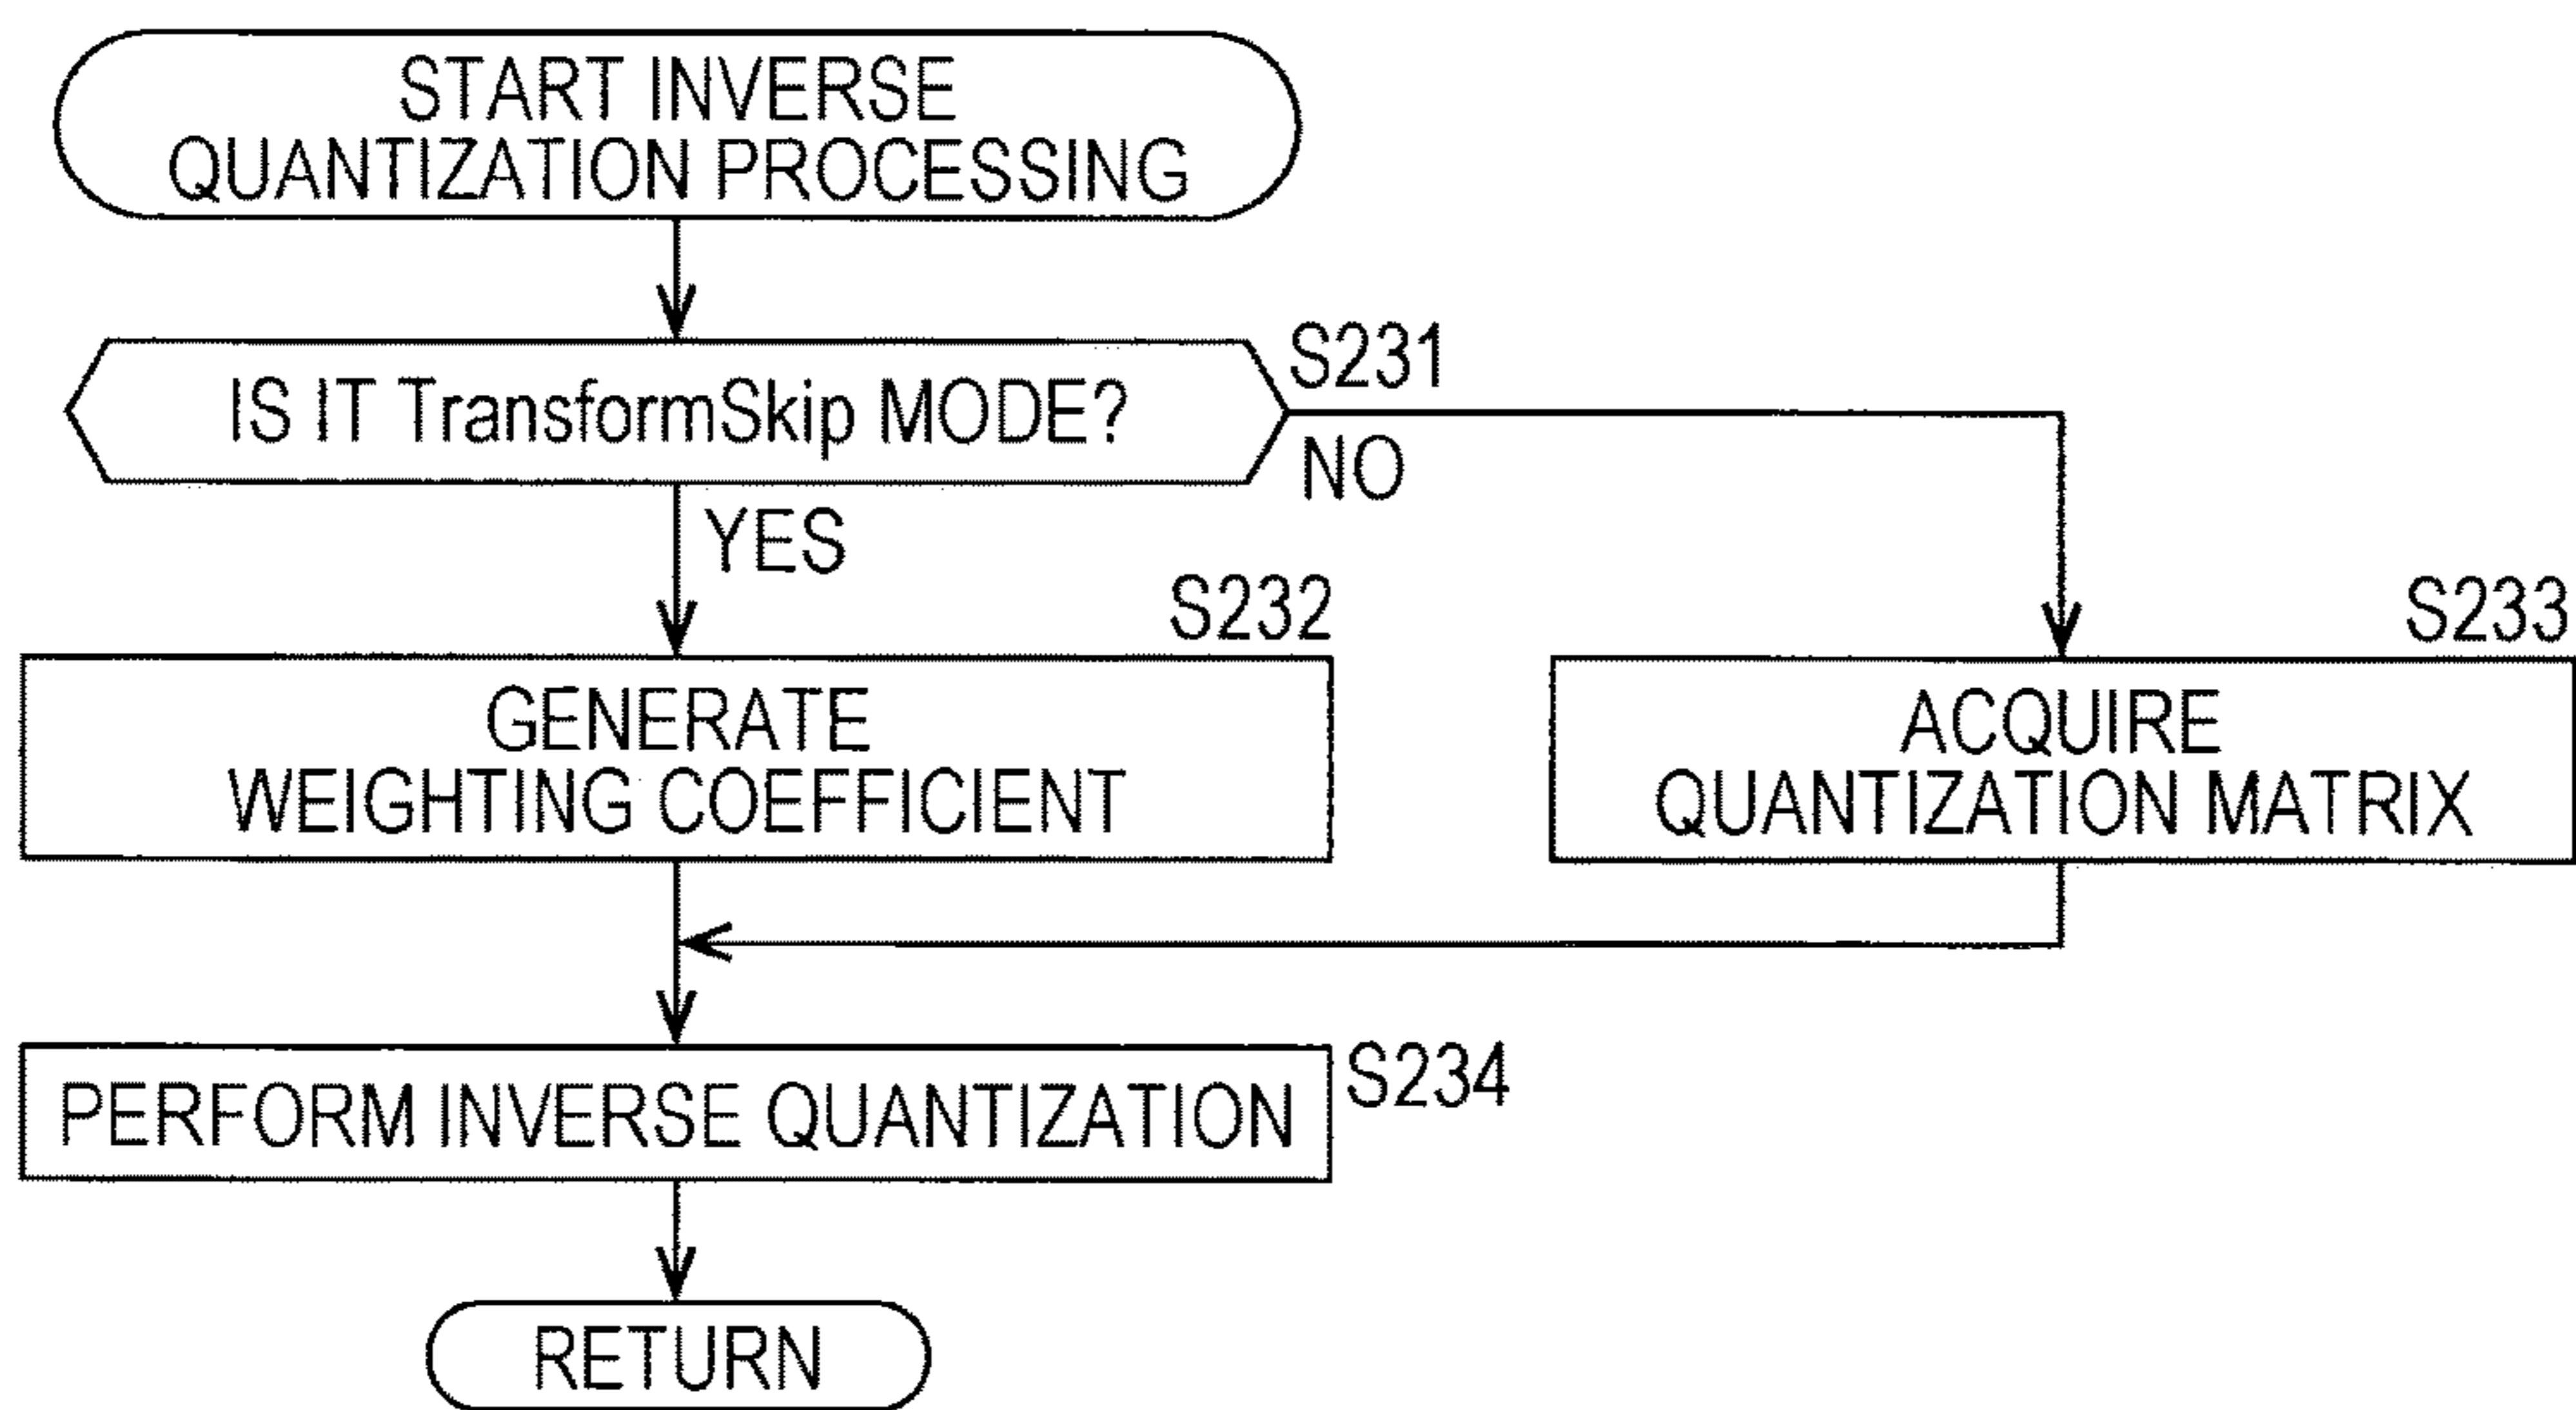 START INVERSE
QUANTIZATION PROCESSING
IS IT TransformSkip MODE?
S231
NO
YES
S232
GENERATE
WEIGHTING COEFFICIENT
S233
ACQUIRE
QUANTIZATION MATRIX
PERFORM INVERSE QUANTIZATION
S234
RETURN